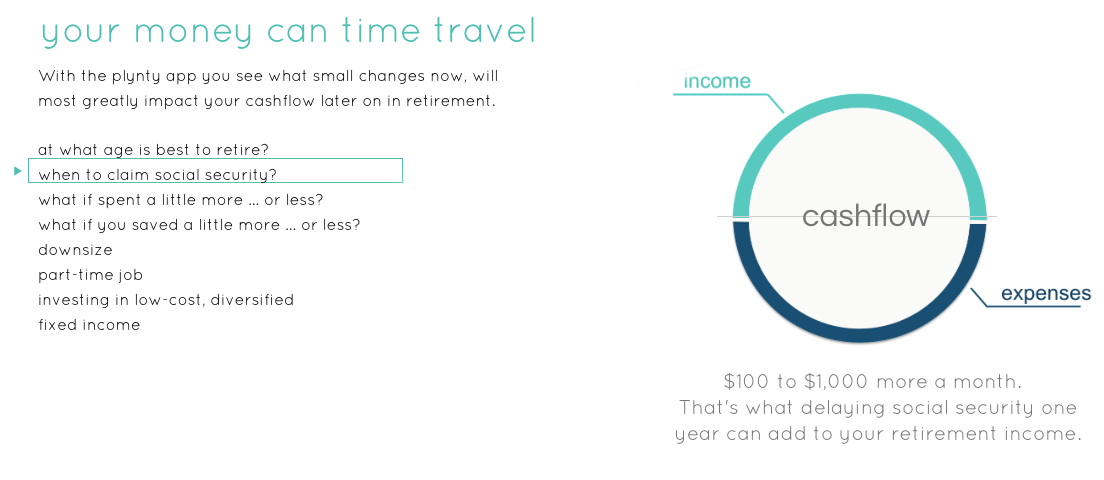 your money can time travel
With the plynty app you see what small changes now, will
most greatly impact your cashflow later on in retirement.
at what age is best to retire?
when to claim social security?
what if spent a little more ... or less?
what if you saved a little more ... or less?
downsize
part-time job
investing in low-cost, diversified
fixed income
income
cashflow
expenses
$100 to $1,000 more a month.
That's what delaying social security one
year can add to your retirement income.